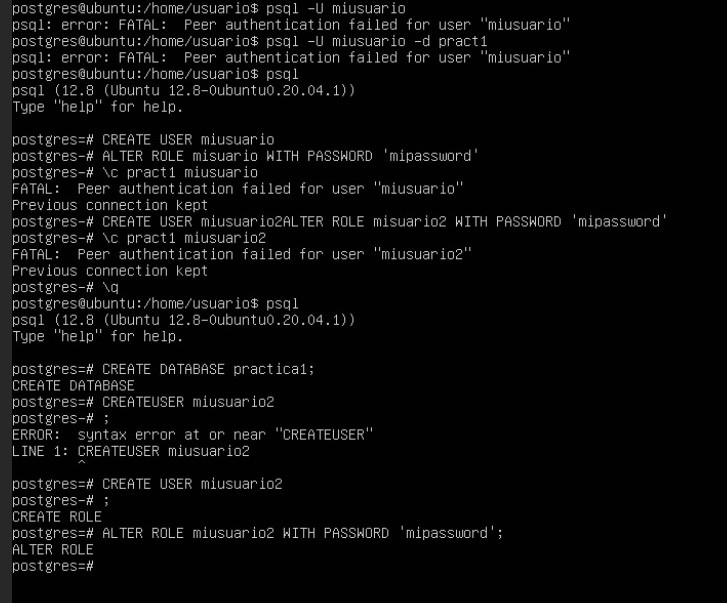 postgres@ubuntu:/home/usuario$ psql -U miusuario
psql: error: FATAL:  Peer authentication failed for user "miusuario"
postgres@ubuntu:/home/usuario$ psql -U miusuario -d pract1
psql: error: FATAL:  Peer authentication failed for user "miusuario"
postgres@ubuntu:/home/usuario$ psql
psql (12.8 (Ubuntu 12.8-0ubuntu0.20.04.1))
Type "help" for help.

postgres=# CREATE USER miusuario
postgres-# ALTER ROLE misuario WITH PASSWORD 'mipassword'
postgres-# \c pract1 miusuario
FATAL:  Peer authentication failed for user "miusuario"
Previous connection kept
postgres-# CREATE USER miusuario2ALTER ROLE misuario2 WITH PASSWORD 'mipassword'
postgres-# \c pract1 miusuario2
FATAL:  Peer authentication failed for user "miusuario2"
Previous connection kept
postgres-# \q
postgres@ubuntu:/home/usuario$ psql
psql (12.8 (Ubuntu 12.8-0ubuntu0.20.04.1))
Type "help" for help.

postgres=# CREATE DATABASE practica1;
CREATE DATABASE
postgres=# CREATEUSER miusuario2
postgres-# ;
ERROR:  syntax error at or near "CREATEUSER"
LINE 1: CREATEUSER miusuario2
        ^
postgres=# CREATE USER miusuario2
postgres-# ;
CREATE ROLE
postgres=# ALTER ROLE miusuario2 WITH PASSWORD 'mipassword';
ALTER ROLE
postgres=#